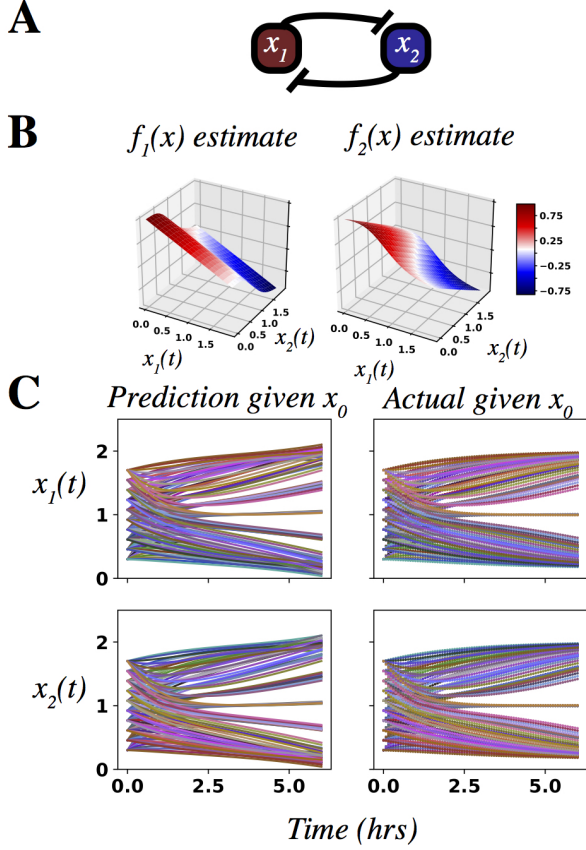 A
x1 x2
B
f1(x) estimate f2(x) estimate
0.75
0.25
−0.25
−0.75
0.0 0.5 1.0 1.5
0.0 0.5 1.0 1.5
x1(t) x2(t)
0.0 0.5 1.0 1.5
0.0 0.5 1.0 1.5
x1(t) x2(t)
C
Prediction given x0 Actual given x0
x1(t)
2
1
0
x2(t)
2
1
0
0.0 2.5 5.0 0.0 2.5 5.0
Time (hrs)